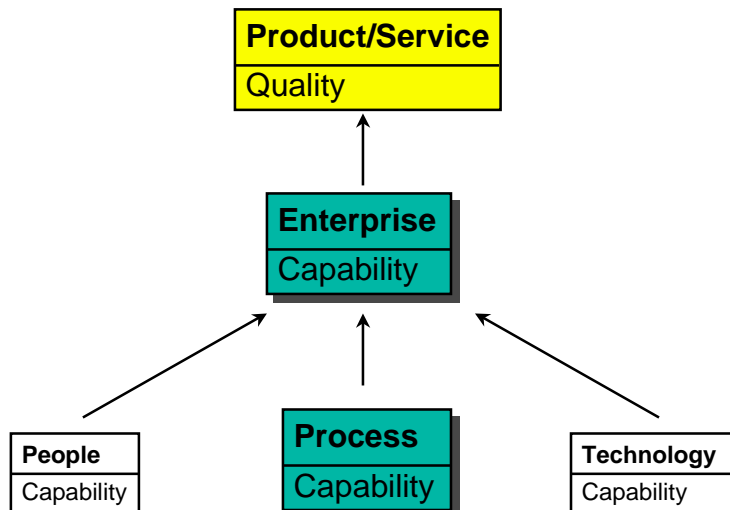 Product/Service
Quality
Enterprise
Capability
People
Capability
Process
Capability
Technology
Capability